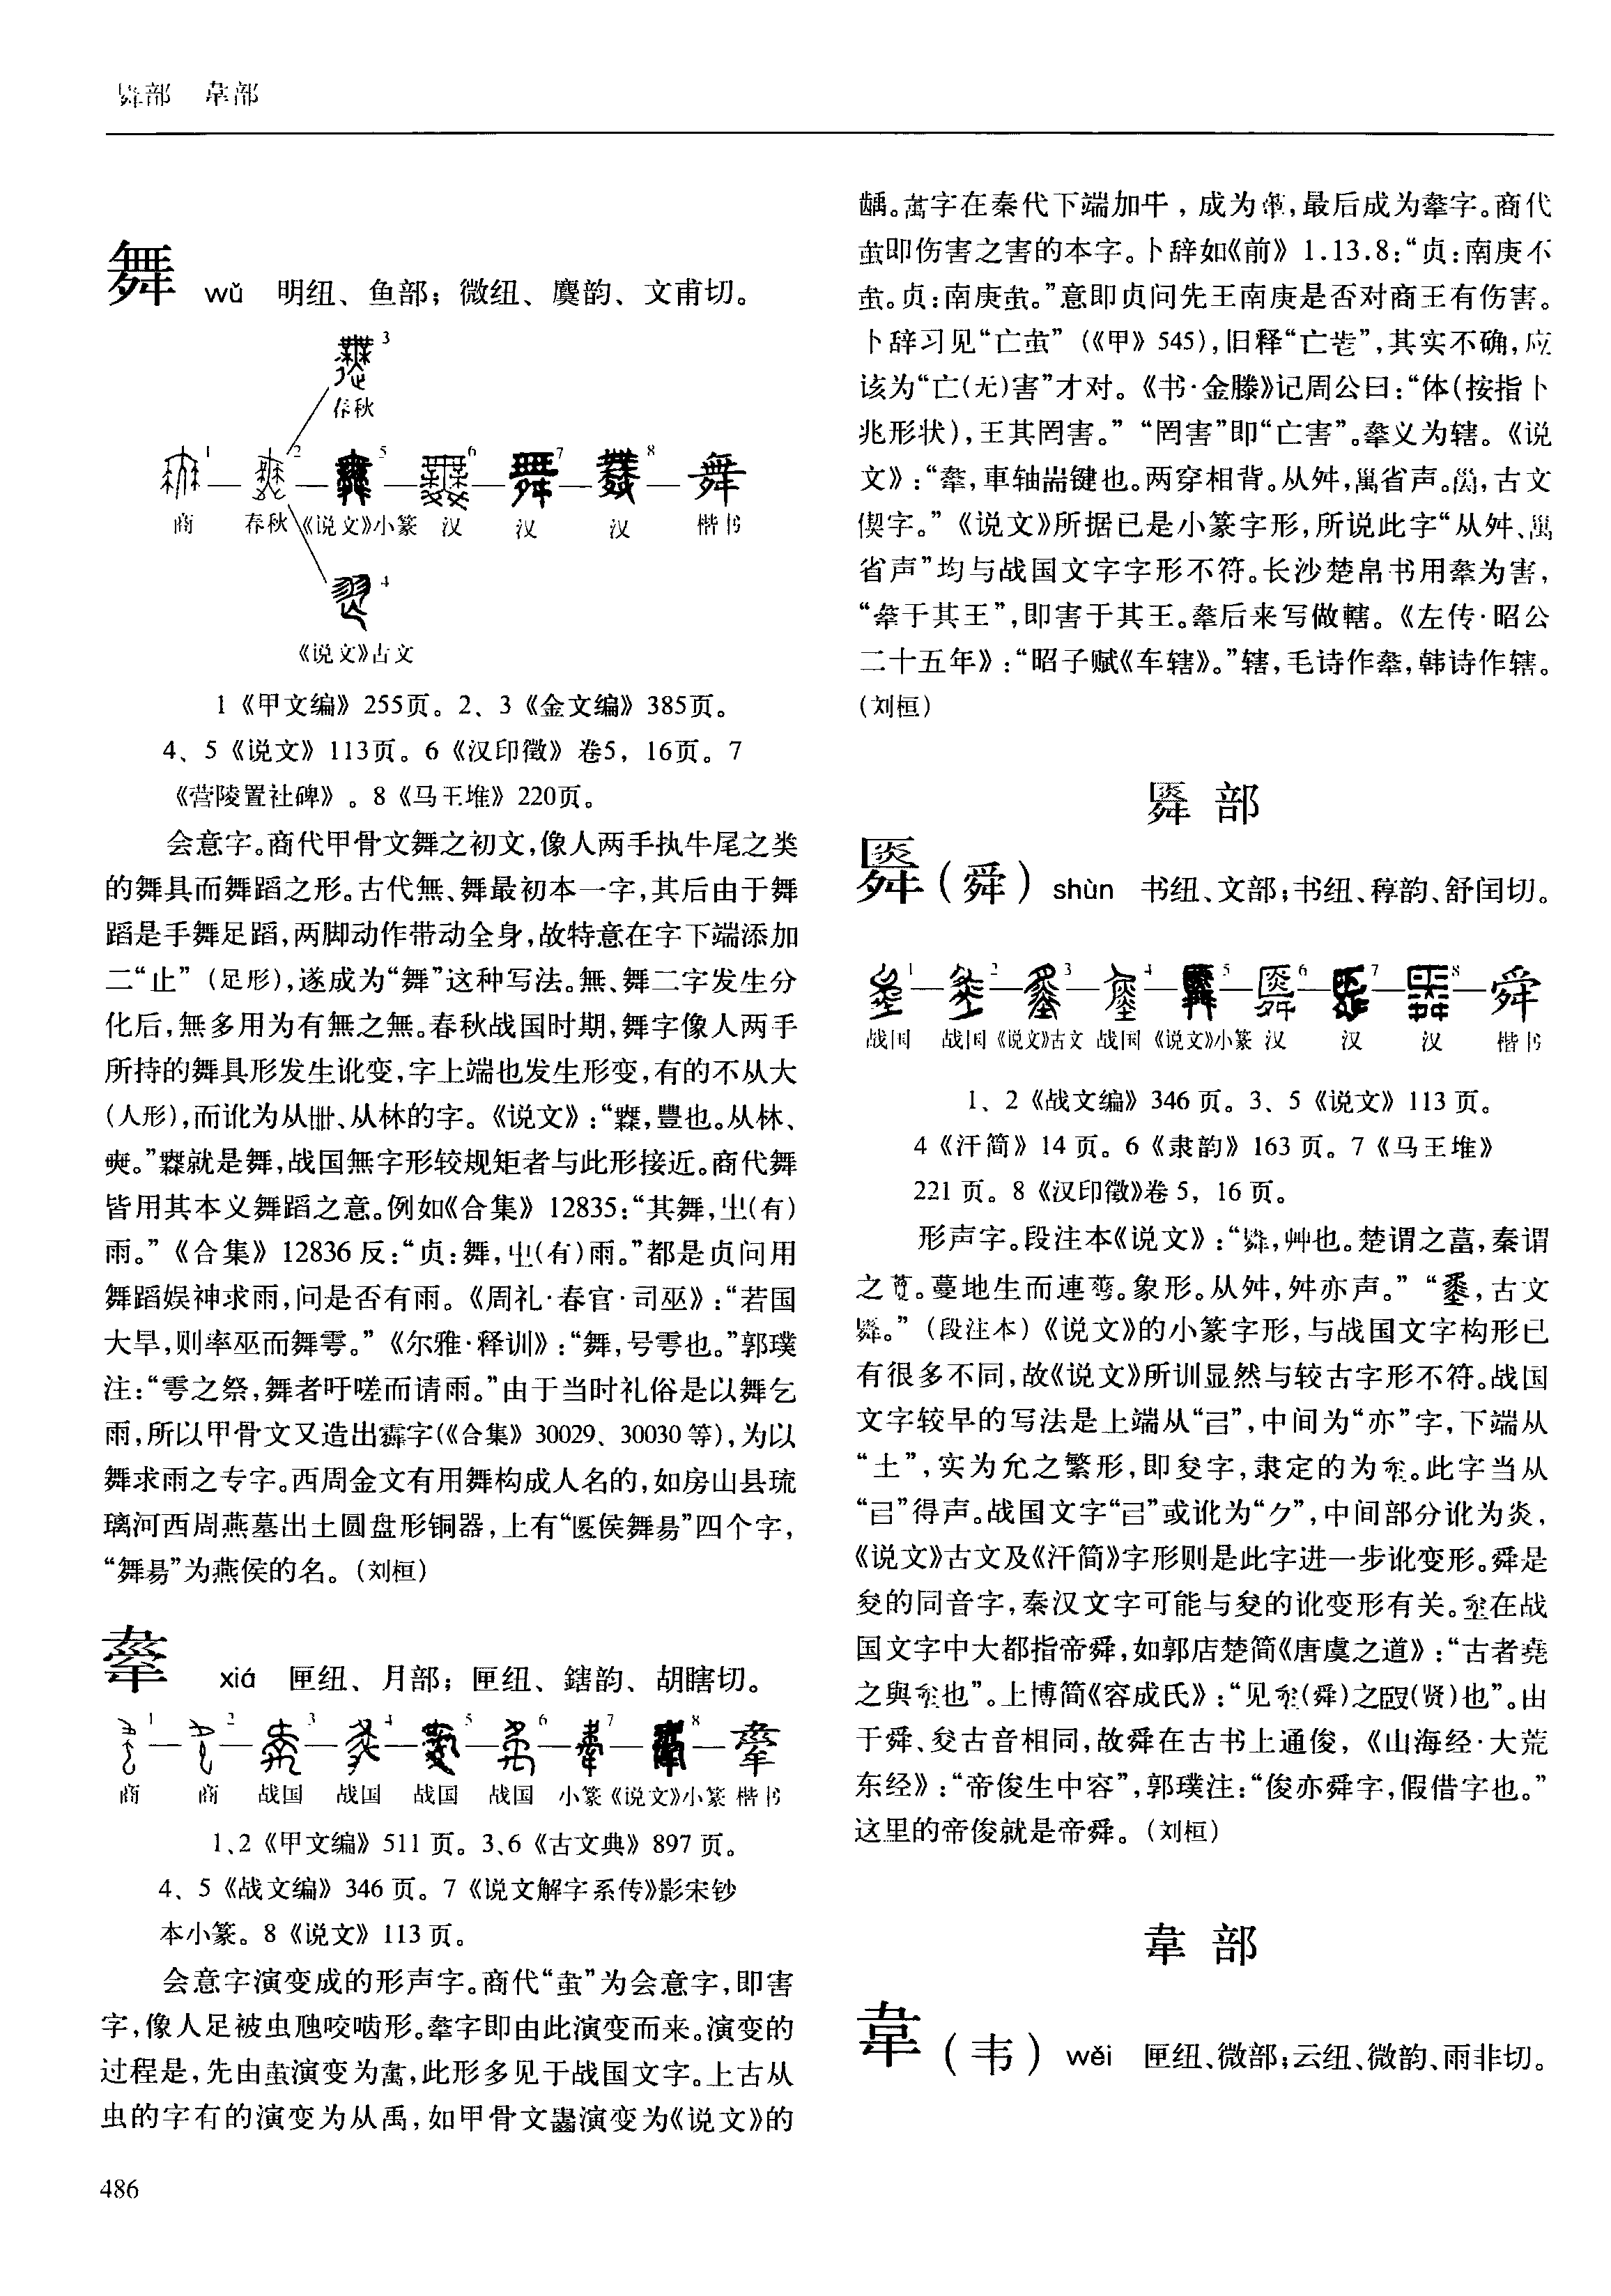 䑞部 韋部
舞 wǔ 明纽、鱼部；微纽、麌韵、文甫切。
3
春秋
1 2 5 6 7 8 舞
商 春秋 《说文》小篆 汉 汉 汉 楷书
4
《说文》古文
1《甲文编》255页。2、3《金文编》385页。
4、5《说文》113页。6《汉印徵》卷5，16页。7
《营陵置社碑》。8《马王堆》220页。
会意字。商代甲骨文舞之初文，像人两手执牛尾之类
的舞具而舞蹈之形。古代無、舞最初本一字，其后由于舞
蹈是手舞足蹈，两脚动作带动全身，故特意在字下端添加
二“止”（足形），遂成为“舞”这种写法。無、舞二字发生分
化后，無多用为有無之無。春秋战国时期，舞字像人两手
所持的舞具形发生讹变，字上端也发生形变，有的不从大
（人形），而讹为从卌、从林的字。《说文》：“橆，豐也。从林、
奭。”橆就是舞，战国無字形较规矩者与此形接近。商代舞
皆用其本义舞蹈之意。例如《合集》12835：“其舞，㞢(有)
雨。”《合集》12836反：“贞：舞，㞢(有)雨。”都是贞问用
舞蹈娱神求雨，问是否有雨。《周礼·春官·司巫》：“若国
大旱，则率巫而舞雩。”《尔雅·释训》：“舞，号雩也。”郭璞
注：“雩之祭，舞者吁嗟而请雨。”由于当时礼俗是以舞乞
雨，所以甲骨文又造出䨚字(《合集》30029、30030等)，为以
舞求雨之专字。西周金文有用舞构成人名的，如房山县琉
璃河西周燕墓出土圆盘形铜器，上有“匽侯舞昜”四个字，
“舞昜”为燕侯的名。（刘桓）
舝 xiá 匣纽、月部；匣纽、鎋韵、胡瞎切。
1 2 3 4 5 6 7 8 舝
商 商 战国 战国 战国 战国 小篆 《说文》小篆 楷书
1、2《甲文编》511页。3、6《古文典》897页。
4、5《战文编》346页。7《说文解字系传》影宋钞
本小篆。8《说文》113页。
会意字演变成的形声字。商代“䖝”为会意字，即害
字，像人足被虫虺咬啮形。舝字即由此演变而来。演变的
过程是，先由䖝演变为萬，此形多见于战国文字。上古从
虫的字有的演变为从禹，如甲骨文齲演变为《说文》的
龋。萬字在秦代下端加㐄，成为，最后成为舝字。商代
即伤害之害的本字。卜辞如《前》1.13.8：“贞：南庚不
。贞：南庚。”意即贞问先王南庚是否对商王有伤害。
卜辞习见“亡”（《甲》545），旧释“亡”，其实不确，应
该为“亡(无)害”才对。《书·金滕》记周公曰：“体(按指卜
兆形状)，王其罔害。”“罔害”即“亡害”。舝义为辖。《说
文》：“舝，車轴耑键也。两穿相背。从舛，省声。，古文
偰字。”《说文》所据已是小篆字形，所说此字“从舛、
省声”均与战国文字字形不符。长沙楚帛书用舝为害，
“舝于其王”，即害于其王。舝后来写做轄。《左传·昭公
二十五年》：“昭子赋《车辖》。”辖，毛诗作舝，韩诗作辖。
（刘桓）
䑞部
䑞（舜）shùn 书纽、文部；书纽、稕韵、舒闰切。
1 2 3 4 5 6 7 8 舜
战国 战国 《说文》古文 战国 《说文》小篆 汉 汉 汉 楷书
1、2《战文编》346页。3、5《说文》113页。
4《汗简》14页。6《隶韵》163页。7《马王堆》
221页。8《汉印徵》卷5，16页。
形声字。段注本《说文》：“䑞，艸也。楚谓之葍，秦谓
之藑。蔓地生而連蕚。象形。从舛，舛亦声。”“，古文
䑞。”（段注本）《说文》的小篆字形，与战国文字构形已
有很多不同，故《说文》所训显然与较古字形不符。战国
文字较早的写法是上端从“㠯”，中间为“亦”字，下端从
“土”，实为允之繁形，即夋字，隶定的为。此字当从
“㠯”得声。战国文字“㠯”或讹为“夕”，中间部分讹为炎，
《说文》古文及《汗简》字形则是此字进一步讹变形。舜是
夋的同音字，秦汉文字可能与夋的讹变形有关。在战
国文字中大都指帝舜，如郭店楚简《唐虞之道》：“古者堯
之與也”。上博简《容成氏》：“见(舜)之臤(贤)也”。由
于舜、夋古音相同，故舜在古书上通俊，《山海经·大荒
东经》：“帝俊生中容”，郭璞注：“俊亦舜字，假借字也。”
这里的帝俊就是帝舜。（刘桓）
韋部
韋（韦）wěi 匣纽、微部；云纽、微韵、雨非切。
486